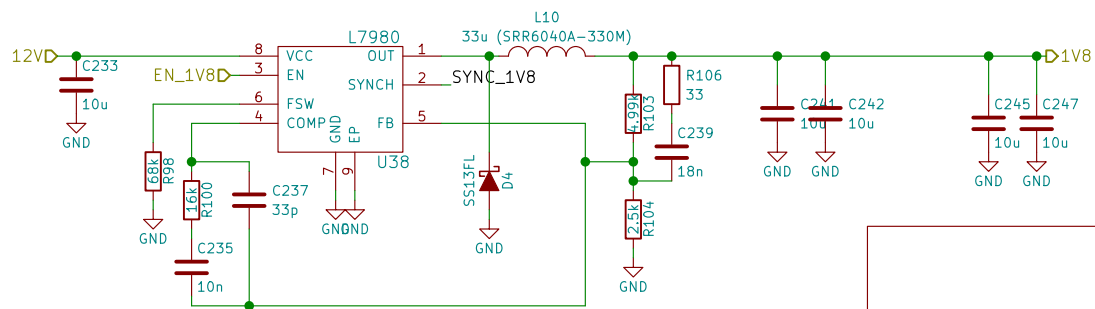 L10
33u (SRR6040A-330M)
L7980
12V
8
VCC
OUT
1
1V8
C233
10u
GND
EN_1V8
3
EN
SYNCH
2
SYNC_1V8
6
FSW
4
COMP
FB
5
GND
EP
7
9
U38
GND
GND
68k
R98
GND
16k
R100
C237
33p
C235
10n
SS13FL
D4
GND
4.99k
R103
R106
33
C239
18n
2.5k
R104
GND
C241
10u
GND
C242
10u
GND
C245
10u
GND
C247
10u
GND